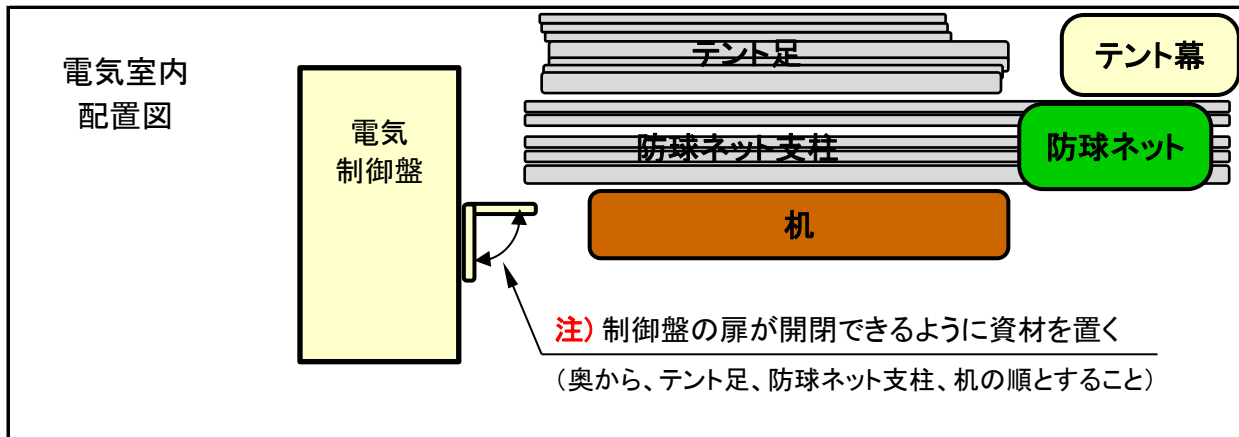 電気室内
配置図
電気
制御盤
テント足
テント幕
防球ネット支柱
防球ネット
机
注）制御盤の扉が開閉できるように資材を置く
（奥から、テント足、防球ネット支柱、机の順とすること）